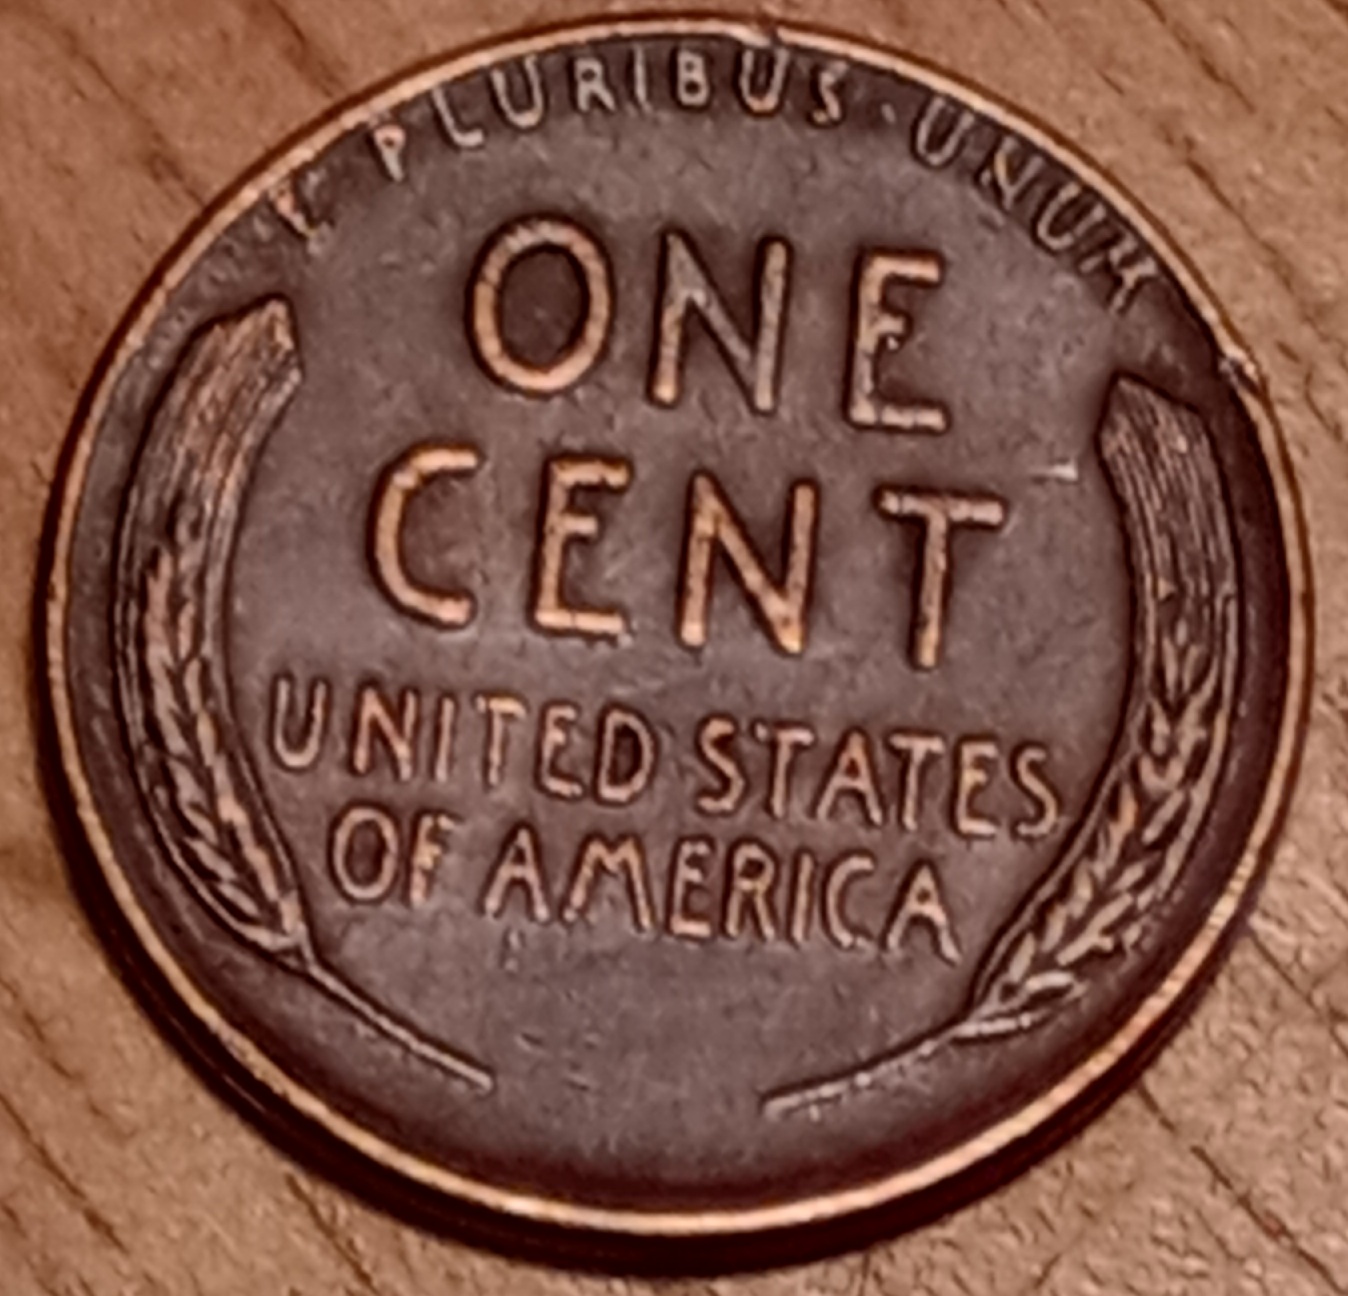 E PLURIBUS · UNUM
ONE
CENT
UNITED STATES
OF AMERICA